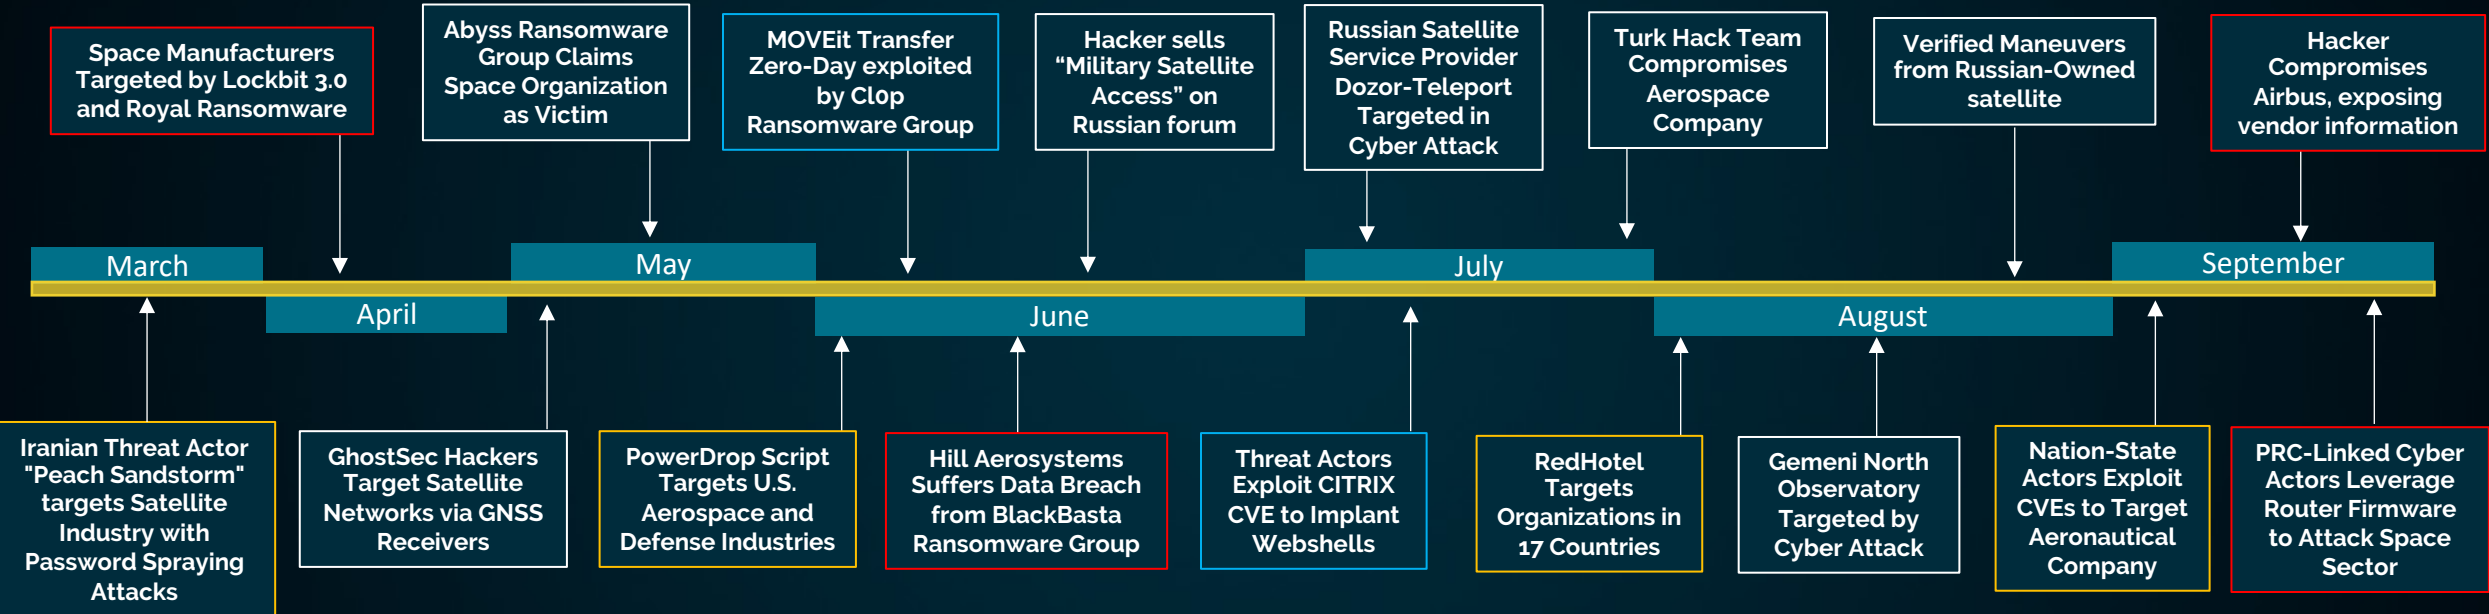 Space Manufacturers
Targeted by Lockbit 3.0
and Royal Ransomware
Abyss Ransomware
Group Claims
Space Organization
as Victim
MOVEit Transfer
Zero-Day exploited
by Cl0p
Ransomware Group
Hacker sells
“Military Satellite
Access” on
Russian forum
Russian Satellite
Service Provider
Dozor-Teleport
Targeted in
Cyber Attack
Turk Hack Team
Compromises
Aerospace
Company
Verified Maneuvers
from Russian-Owned
satellite
Hacker
Compromises
Airbus, exposing
vendor information
March
April
May
June
July
August
September
Iranian Threat Actor
"Peach Sandstorm"
targets Satellite
Industry with
Password Spraying
Attacks
GhostSec Hackers
Target Satellite
Networks via GNSS
Receivers
PowerDrop Script
Targets U.S.
Aerospace and
Defense Industries
Hill Aerosystems
Suffers Data Breach
from BlackBasta
Ransomware Group
Threat Actors
Exploit CITRIX
CVE to Implant
Webshells
RedHotel
Targets
Organizations in
17 Countries
Gemeni North
Observatory
Targeted by
Cyber Attack
Nation-State
Actors Exploit
CVEs to Target
Aeronautical
Company
PRC-Linked Cyber
Actors Leverage
Router Firmware
to Attack Space
Sector